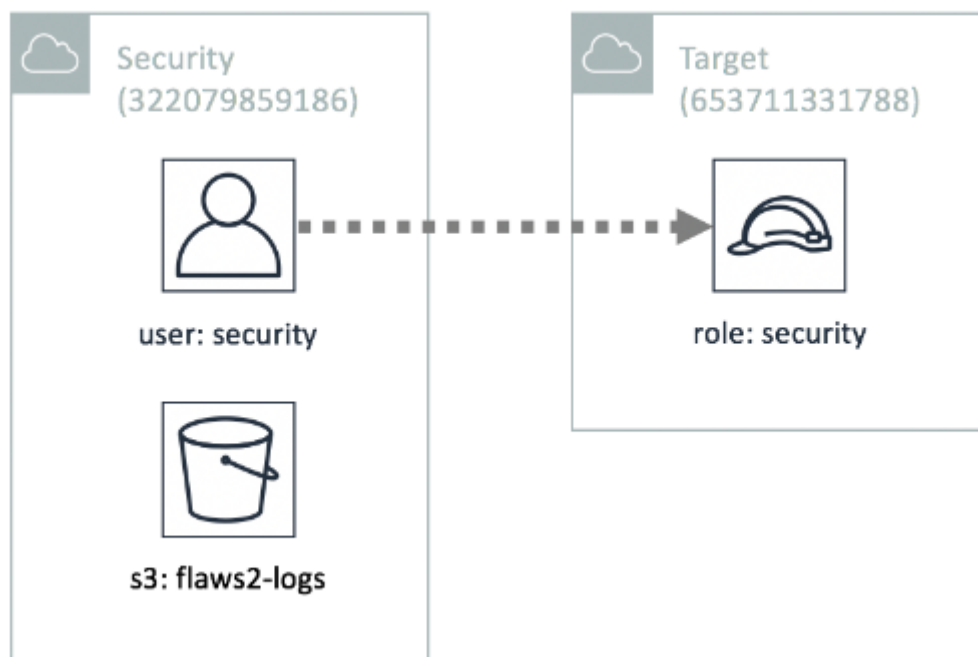 Security
(322079859186)
Target
(653711331788)
user: security
role: security
s3: flaws2-logs